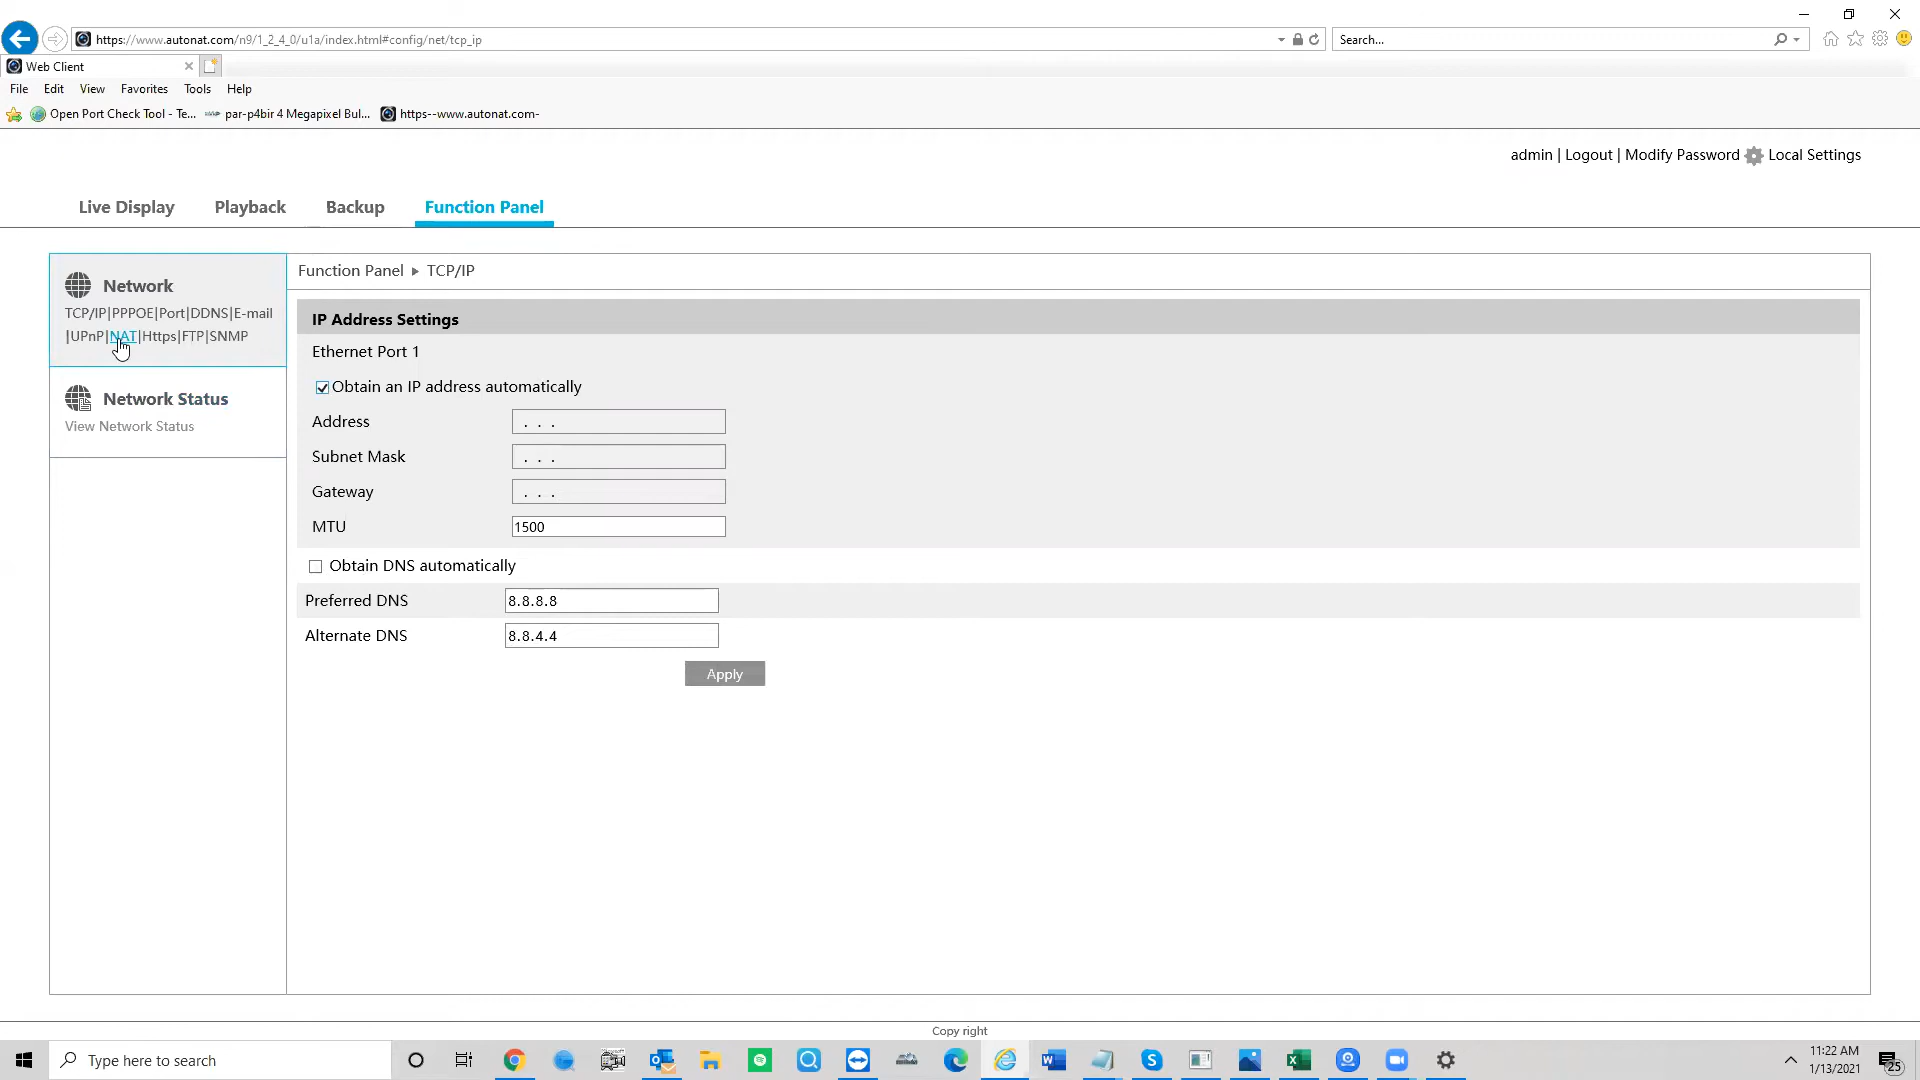 https://www.autonat.com/n9/1_2_4_0/u1a/index.html#config/net/tcp_ip
Search...
Web Client
File Edit View Favorites Tools Help
Open Port Check Tool - Te... par-p4bir 4 Megapixel Bul... https--www.autonat.com-
admin | Logout | Modify Password Local Settings
Live Display Playback Backup Function Panel
Network
TCP/IP|PPPOE|Port|DDNS|E-mail
|UPnP|NAT|Https|FTP|SNMP
Network Status
View Network Status
Function Panel ▸ TCP/IP
IP Address Settings
Ethernet Port 1
Obtain an IP address automatically
Address . . .
Subnet Mask . . .
Gateway . . .
MTU 1500
Obtain DNS automatically
Preferred DNS 8.8.8.8
Alternate DNS 8.8.4.4
Apply
Copy right
Type here to search
11:22 AM
1/13/2021
25